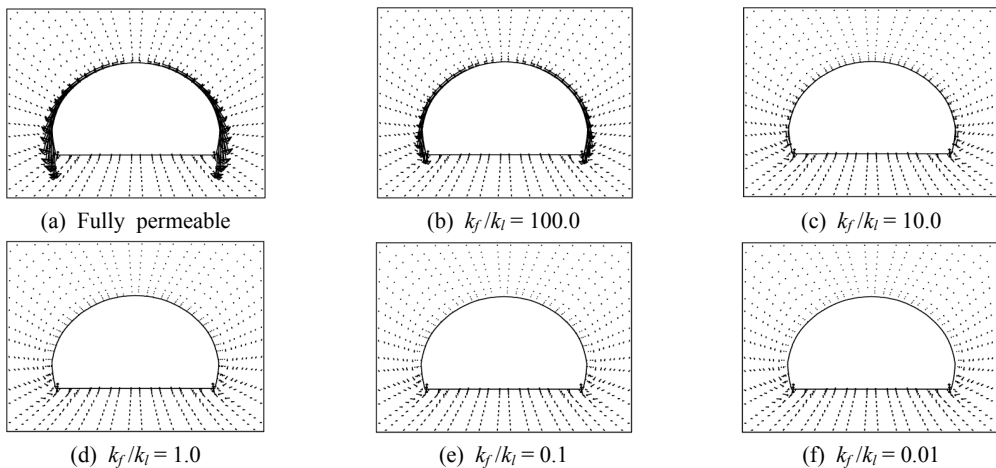 (a) Fully permeable
(b) k_f/k_l = 100.0
(c) k_f/k_l = 10.0
(d) k_f/k_l = 1.0
(e) k_f/k_l = 0.1
(f) k_f/k_l = 0.01